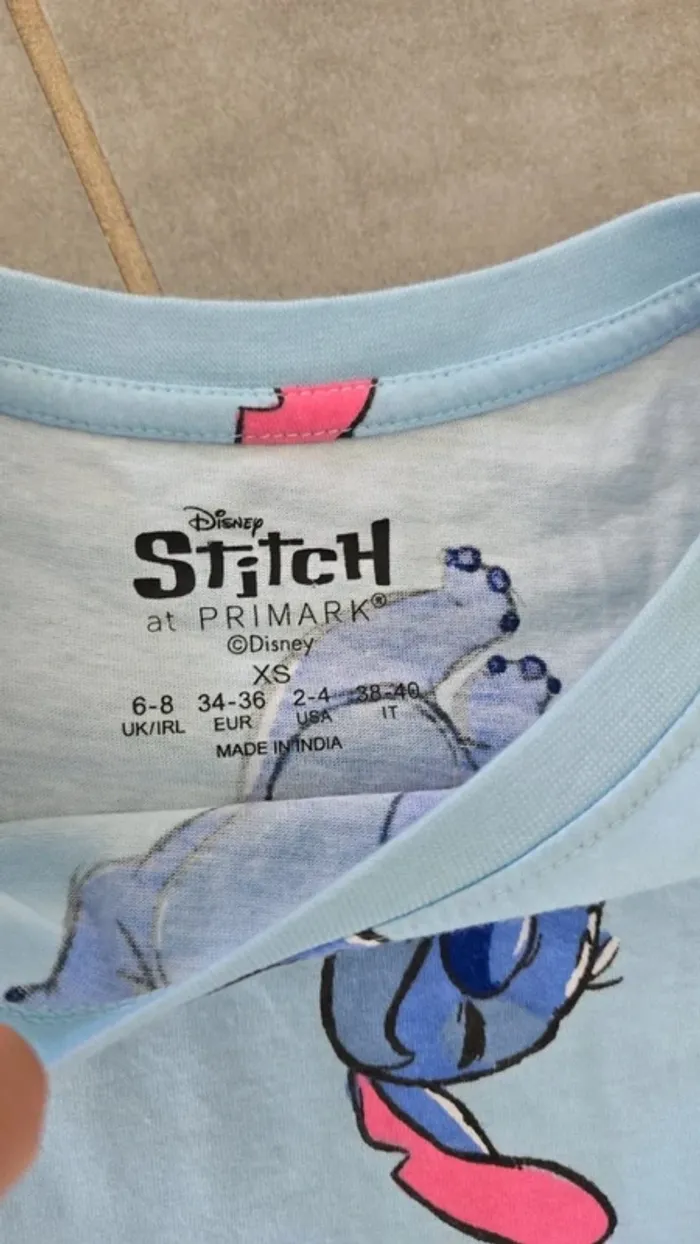 Disney
Stitch
at PRIMARK®
©Disney
XS
6-8 34-36 2-4 38-40
UK/IRL EUR USA IT
MADE IN INDIA